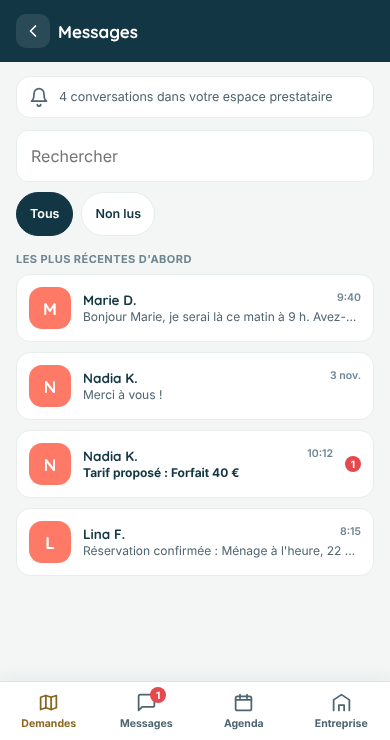 Messages
4 conversations dans votre espace prestataire
Rechercher
Tous
Non lus
LES PLUS RÉCENTES D'ABORD
M
Marie D.
9:40
Bonjour Marie, je serai là ce matin à 9 h. Avez-...
N
Nadia K.
3 nov.
Merci à vous !
N
Nadia K.
10:12
Tarif proposé : Forfait 40 €
1
L
Lina F.
8:15
Réservation confirmée : Ménage à l'heure, 22 ...
1
Demandes
Messages
Agenda
Entreprise